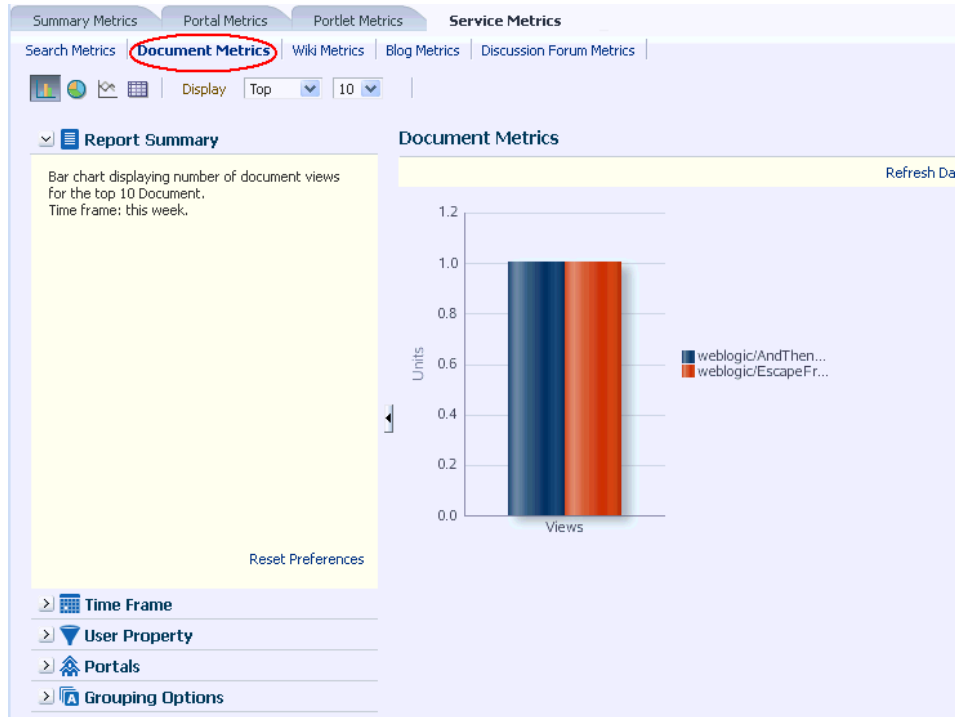 Summary Metrics Portal Metrics Portlet Metrics Service Metrics
Search Metrics Document Metrics Wiki Metrics Blog Metrics Discussion Forum Metrics
Display Top 10
Report Summary
Bar chart displaying number of document views
for the top 10 Document.
Time frame: this week.
Reset Preferences
Time Frame
User Property
Portals
Grouping Options
Document Metrics
Refresh Da
1.2
1.0
0.8
0.6
0.4
0.2
0.0
Units
Views
weblogic/AndThen...
weblogic/EscapeFr...